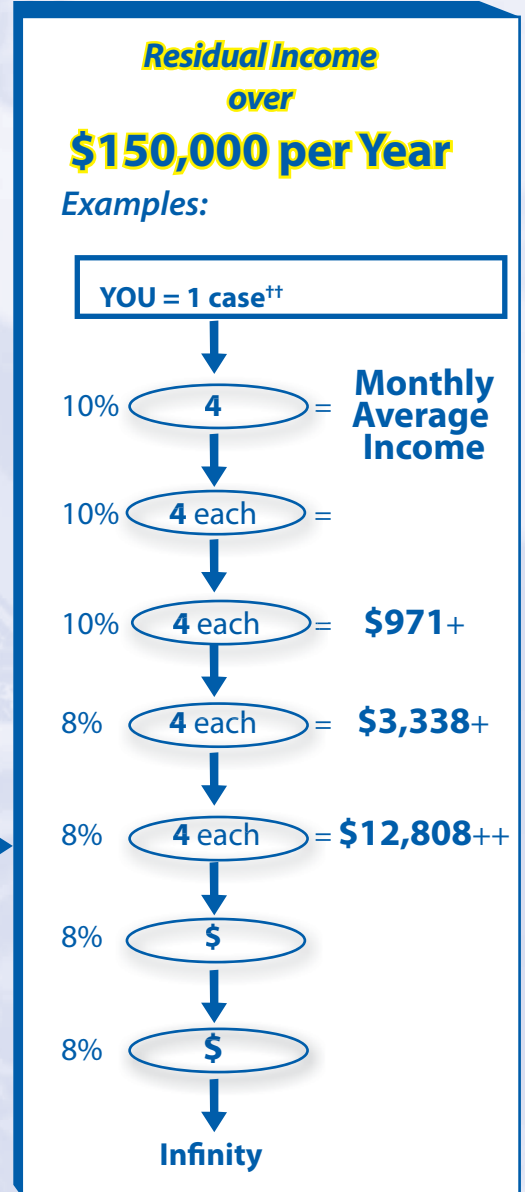 Residual Income
over
$150,000 per Year
Examples:
YOU = 1 case††
10% 4 = Monthly
Average
Income
10% 4 each =
10% 4 each = $971+
8% 4 each = $3,338+
8% 4 each = $12,808++
8% $
8% $
Infinity